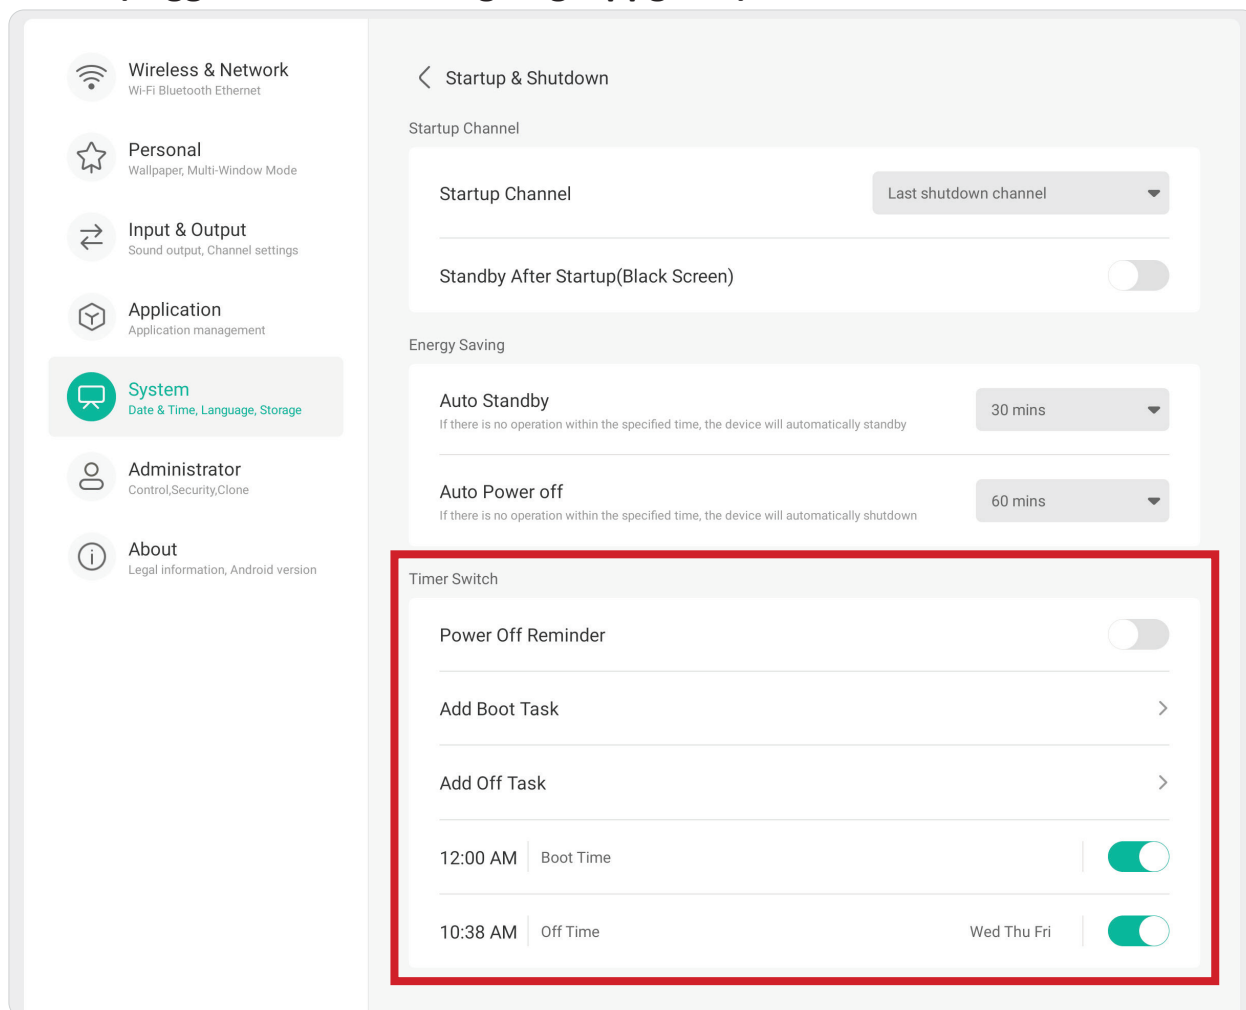 Wireless & Network
Wi-Fi Bluetooth Ethernet
Personal
Wallpaper, Multi-Window Mode
Input & Output
Sound output, Channel settings
Application
Application management
System
Date & Time, Language, Storage
Administrator
Control,Security,Clone
About
Legal information, Android version
Startup & Shutdown
Startup Channel
Startup Channel
Last shutdown channel
Standby After Startup(Black Screen)
Energy Saving
Auto Standby
30 mins
If there is no operation within the specified time, the device will automatically standby
Auto Power off
60 mins
If there is no operation within the specified time, the device will automatically shutdown
Timer Switch
Power Off Reminder
Add Boot Task
Add Off Task
12:00 AM Boot Time
10:38 AM Off Time Wed Thu Fri